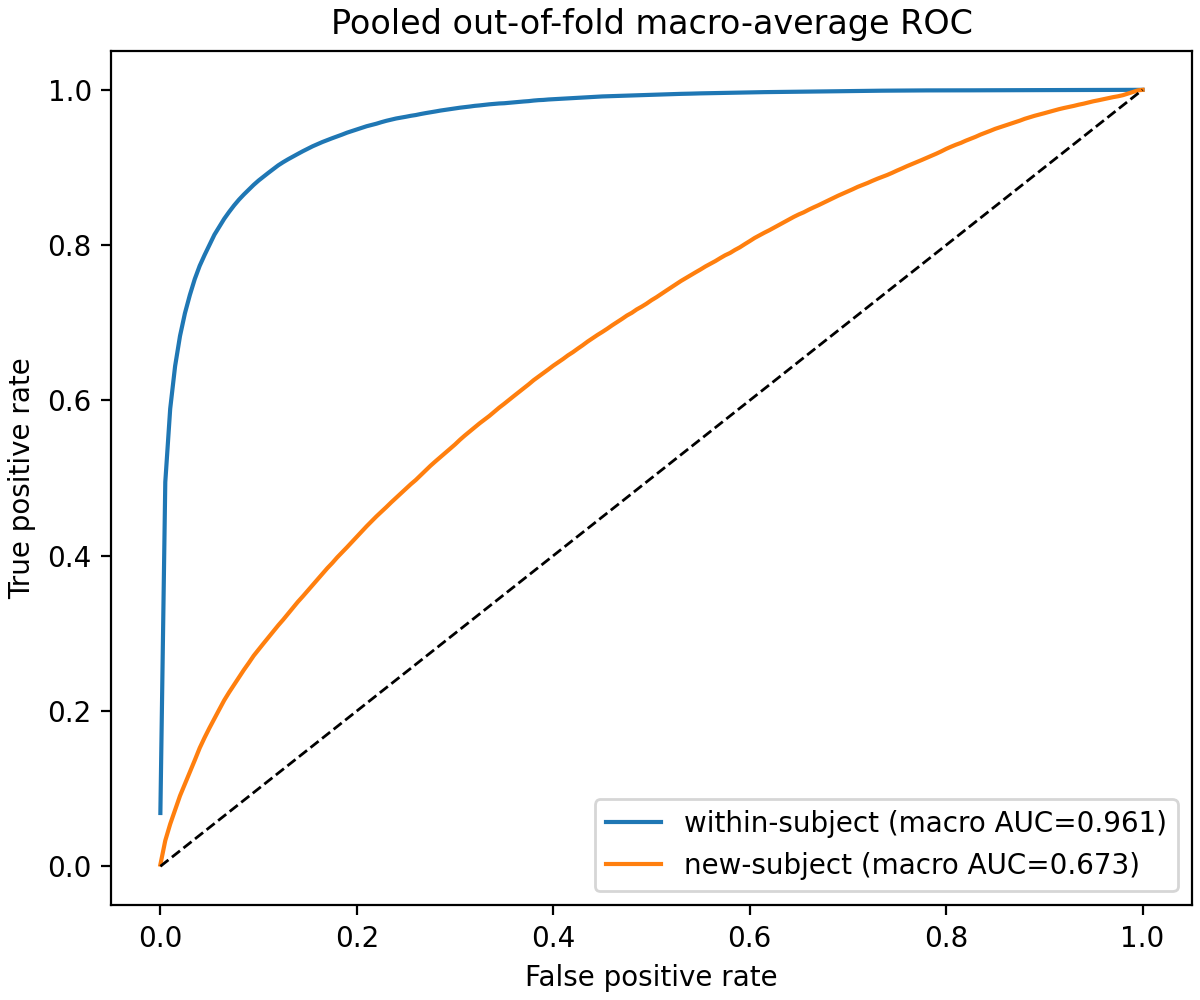 Pooled out-of-fold macro-average ROC
True positive rate
1.0
0.8
0.6
0.4
0.2
0.0
within-subject (macro AUC=0.961)
new-subject (macro AUC=0.673)
0.0 0.2 0.4 0.6 0.8 1.0
False positive rate